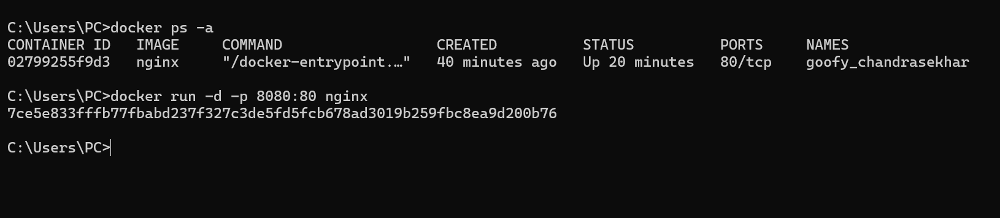 C:\Users\PC>docker ps -a
CONTAINER ID   IMAGE     COMMAND                  CREATED          STATUS          PORTS     NAMES
02799255f9d3   nginx     "/docker-entrypoint.…"   40 minutes ago   Up 20 minutes   80/tcp    goofy_chandrasekhar
C:\Users\PC>docker run -d -p 8080:80 nginx
7ce5e833fffb77fbabd237f327c3de5fd5fcb678ad3019b259fbc8ea9d200b76
C:\Users\PC>